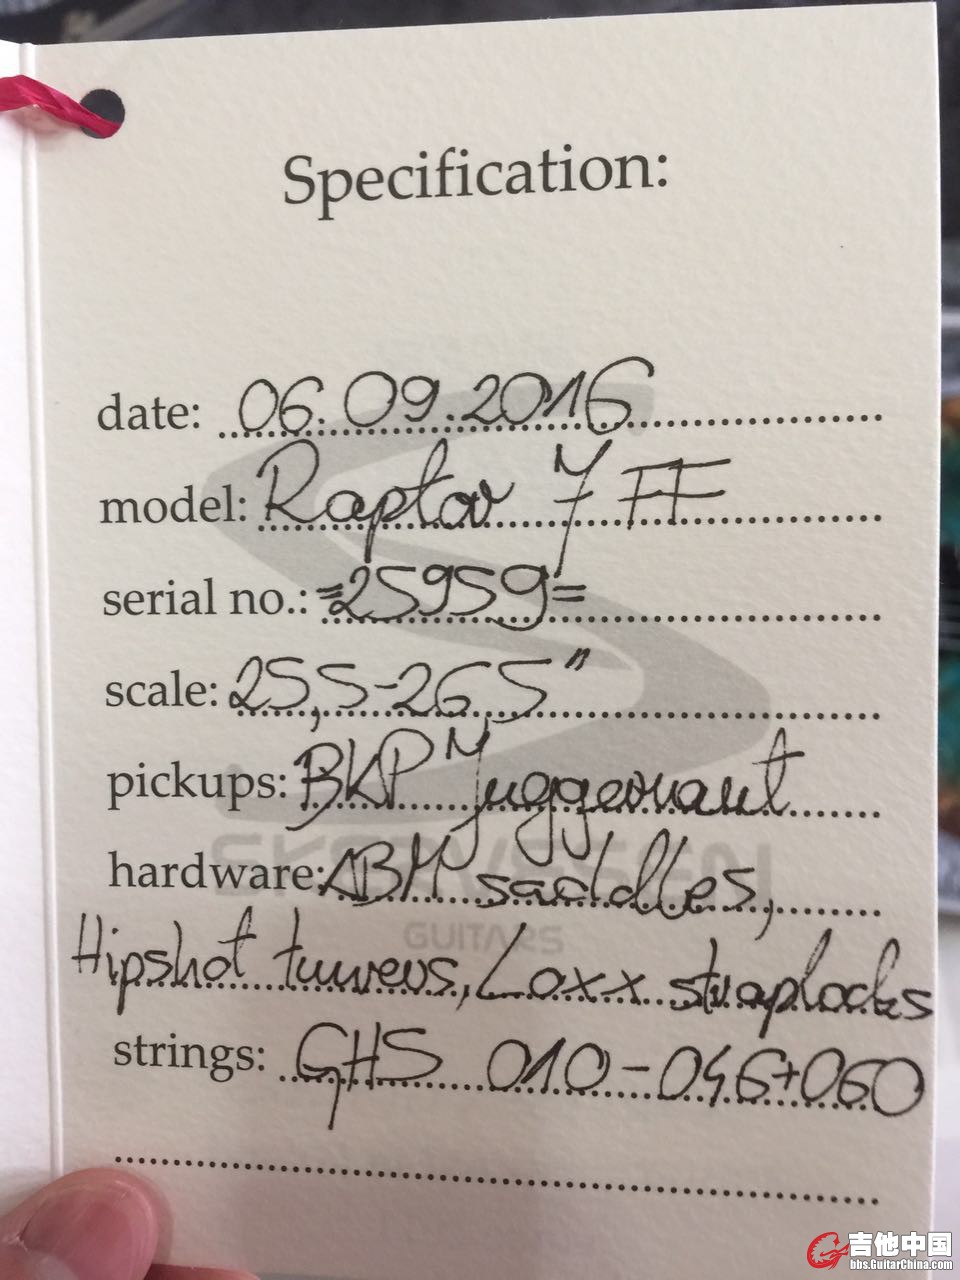 Specification:
date: 06.09.2016
model: Raptor 7 FF
serial no.: =25959=
scale: 25,5-26,5"
pickups: BKP Juggernaut
hardware: ABM saddles,
SKERVESEN
GUITARS
Hipshot tuners, Loxx straplocks
strings: GHS 010-046+060
吉他中国
bbs.GuitarChina.com